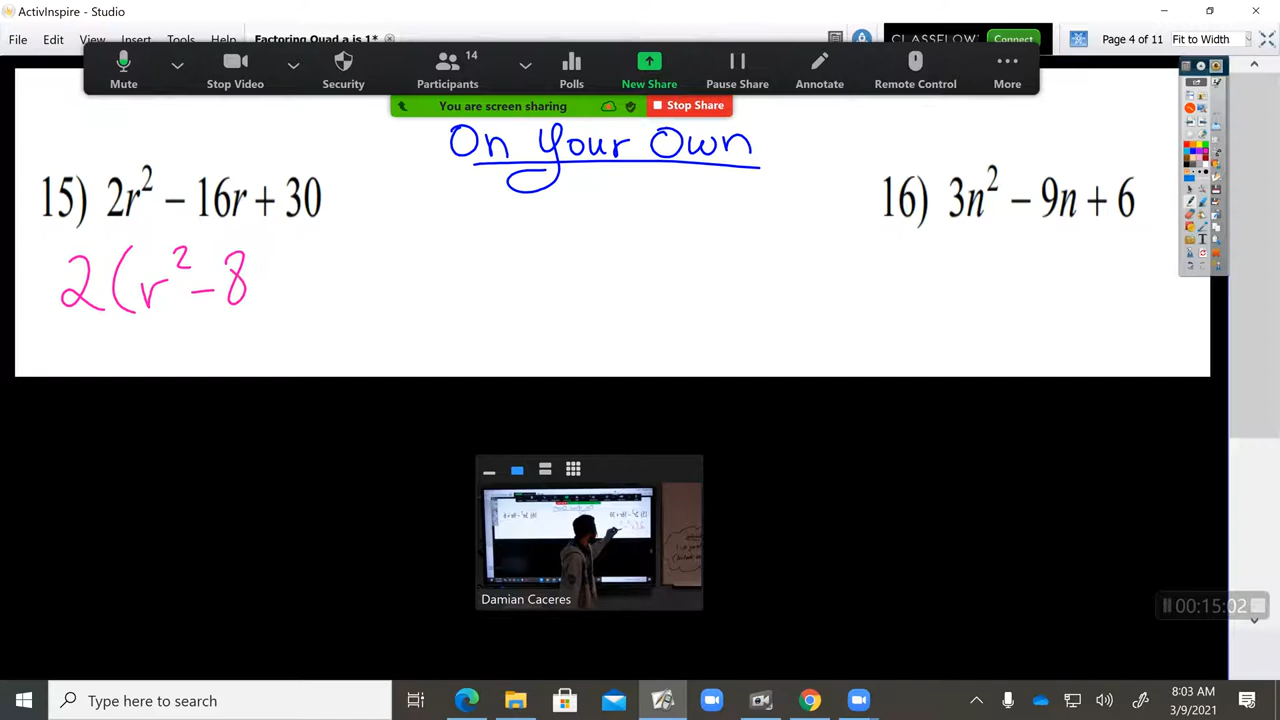 ActivInspire - Studio
File Edit View Insert Tools Help
Factoring Quad a is 1*
CLASSFLOW Connect
Page 4 of 11 Fit to Width
14
Mute Stop Video Security Participants Polls New Share Pause Share Annotate Remote Control More
You are screen sharing Stop Share
On Your Own
15) 2r² − 16r + 30
16) 3n² − 9n + 6
2(r² − 8
Damian Caceres
00:15:02
Type here to search
8:03 AM
3/9/2021